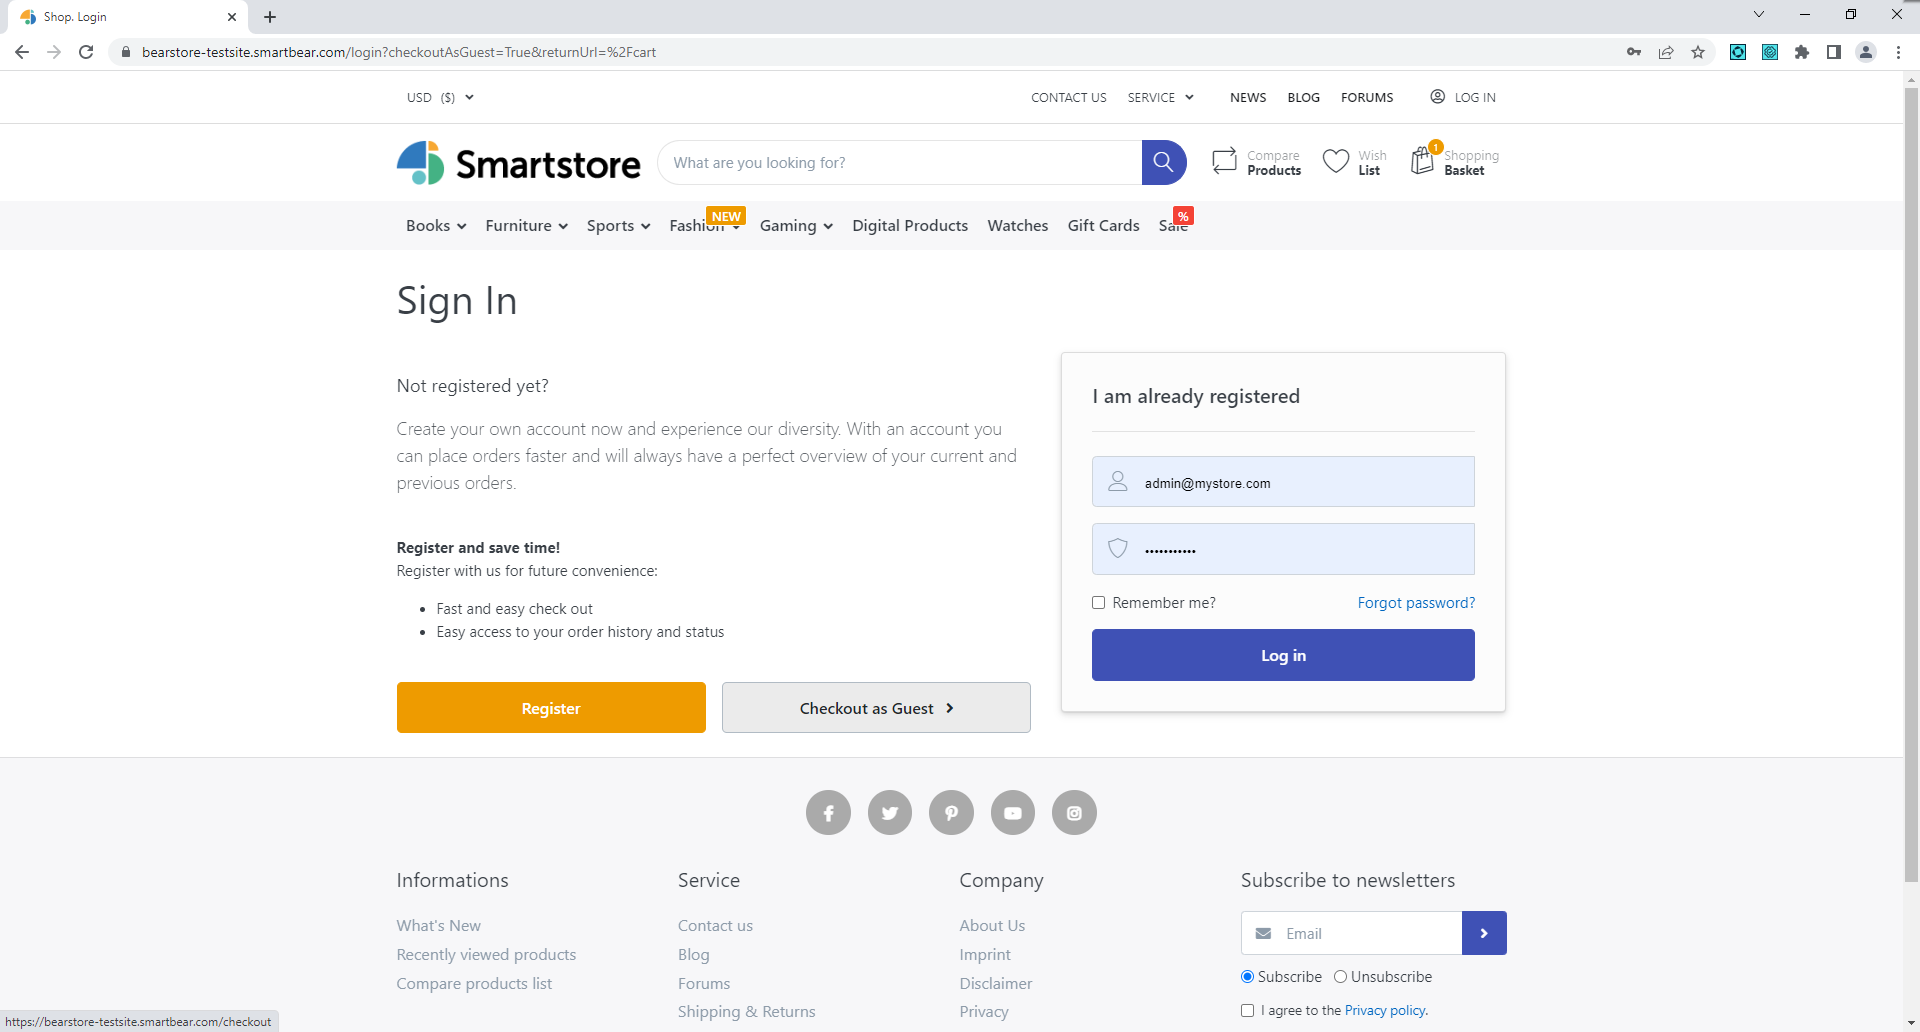 Shop. Login
bearstore-testsite.smartbear.com/login?checkoutAsGuest=True&returnUrl=%2Fcart
USD ($)
CONTACT US
SERVICE
NEWS
BLOG
FORUMS
LOG IN
Smartstore
What are you looking for?
Compare
Products
Wish
List
1
Shopping
Basket
Books
Furniture
Sports
Fashion
NEW
Gaming
Digital Products
Watches
Gift Cards
Sale
%
Sign In
Not registered yet?
Create your own account now and experience our diversity. With an account you
can place orders faster and will always have a perfect overview of your current and
previous orders.
Register and save time!
Register with us for future convenience:
• Fast and easy check out
• Easy access to your order history and status
Register
Checkout as Guest
I am already registered
admin@mystore.com
•••••••••••
Remember me?
Forgot password?
Log in
Informations
What's New
Recently viewed products
Compare products list
Service
Contact us
Blog
Forums
Shipping & Returns
Company
About Us
Imprint
Disclaimer
Privacy
Subscribe to newsletters
Email
Subscribe
Unsubscribe
I agree to the Privacy policy.
https://bearstore-testsite.smartbear.com/checkout